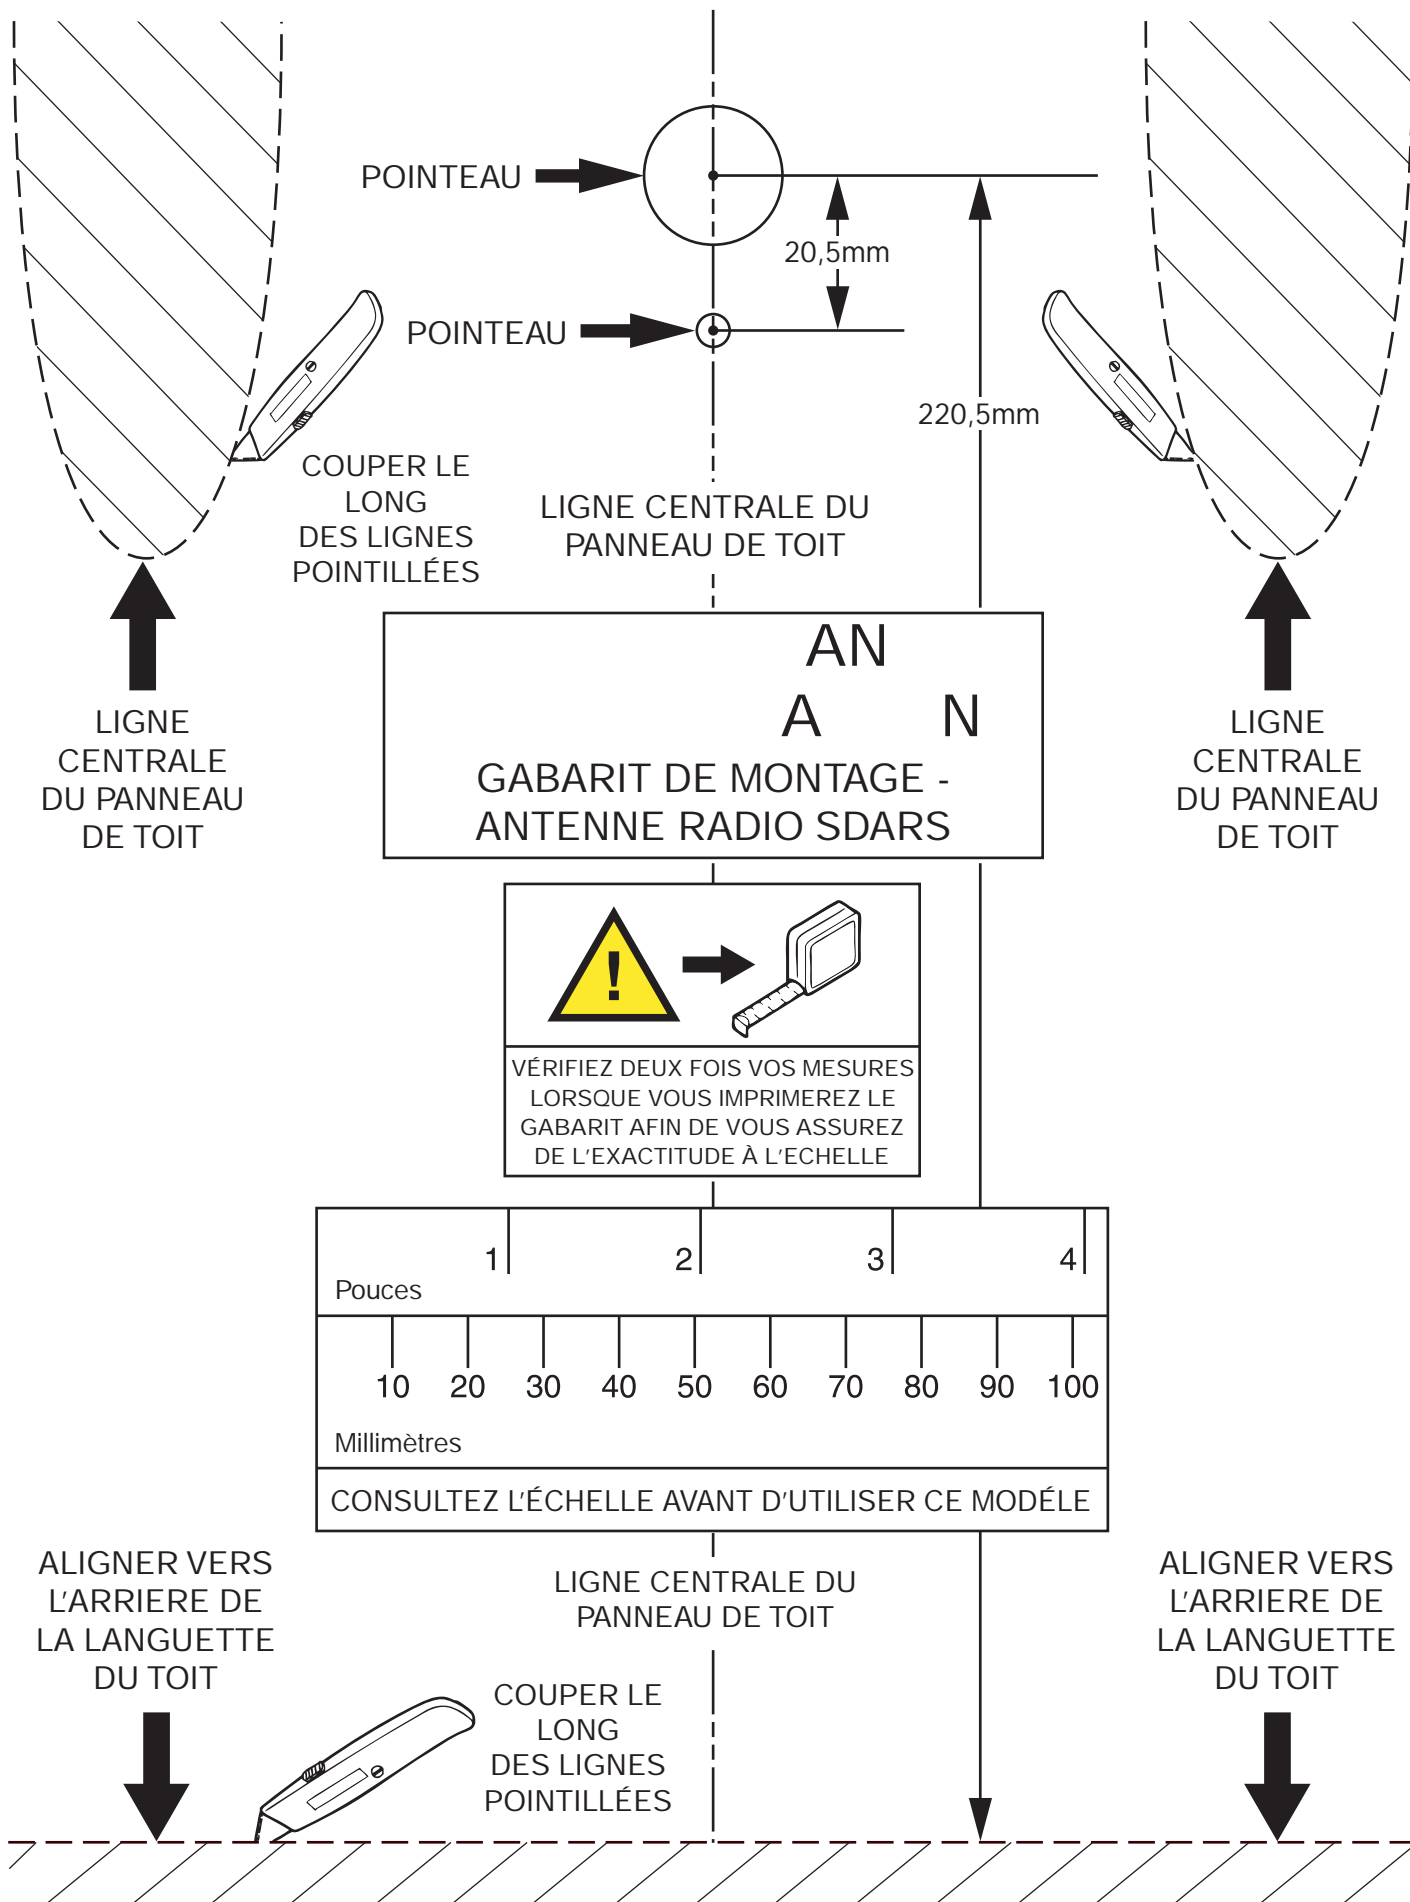 POINTEAU
20,5mm
POINTEAU
220,5mm
COUPER LE
LONG
DES LIGNES
POINTILLÉES
LIGNE CENTRALE DU
PANNEAU DE TOIT
LIGNE
CENTRALE
DU PANNEAU
DE TOIT
AN
A N
GABARIT DE MONTAGE -
ANTENNE RADIO SDARS
LIGNE
CENTRALE
DU PANNEAU
DE TOIT
!
VÉRIFIEZ DEUX FOIS VOS MESURES
LORSQUE VOUS IMPRIMEREZ LE
GABARIT AFIN DE VOUS ASSUREZ
DE L'EXACTITUDE À L'ECHELLE
1 2 3 4
Pouces
10 20 30 40 50 60 70 80 90 100
Millimètres
CONSULTEZ L'ÉCHELLE AVANT D'UTILISER CE MODÉLE
ALIGNER VERS
L'ARRIERE DE
LA LANGUETTE
DU TOIT
LIGNE CENTRALE DU
PANNEAU DE TOIT
ALIGNER VERS
L'ARRIERE DE
LA LANGUETTE
DU TOIT
COUPER LE
LONG
DES LIGNES
POINTILLÉES